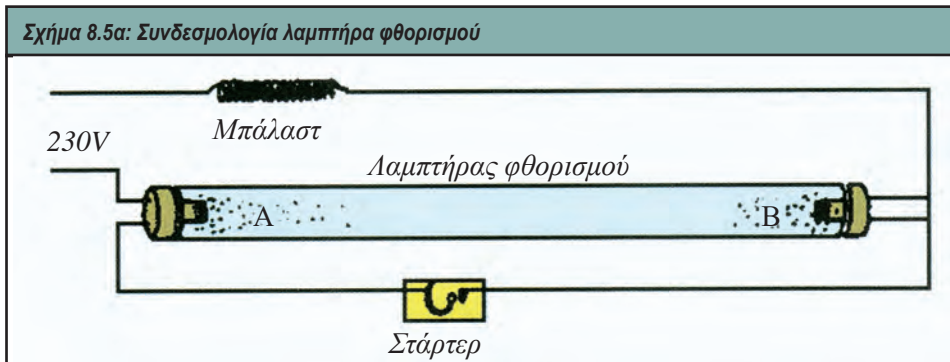 Σχήμα 8.5α: Συνδεσμολογία λαμπτήρα φθορισμού
Μπάλαστ
230V
Λαμπτήρας φθορισμού
A B
Στάρτερ